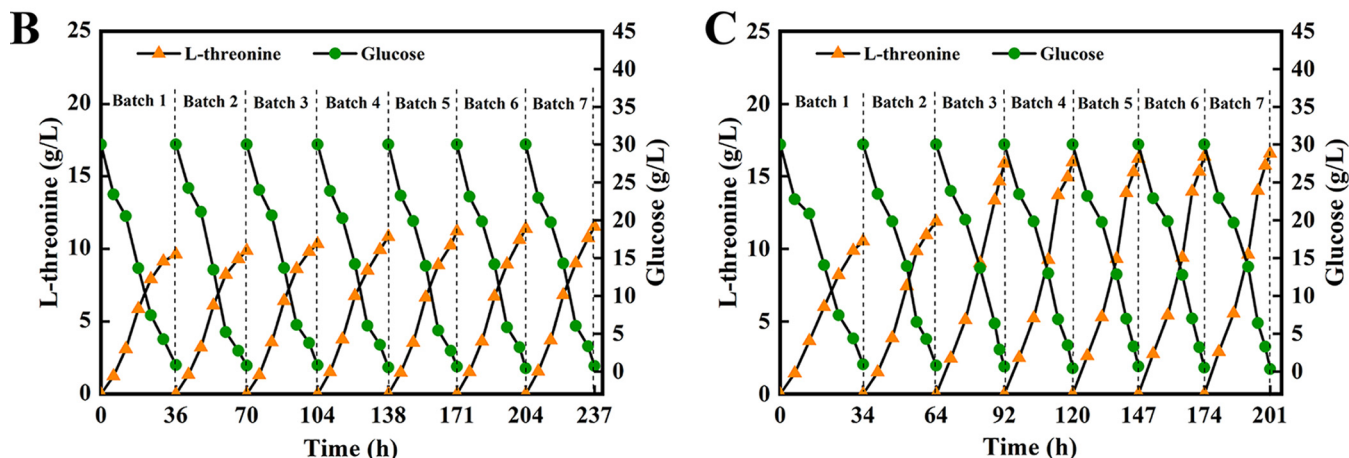 B
L-threonine Glucose
Batch 1 Batch 2 Batch 3 Batch 4 Batch 5 Batch 6 Batch 7
L-threonine (g/L)
25
20
15
10
5
0
Glucose (g/L)
45
40
35
30
25
20
15
10
5
0
0 36 70 104 138 171 204 237
Time (h)
C
L-threonine Glucose
Batch 1 Batch 2 Batch 3 Batch 4 Batch 5 Batch 6 Batch 7
L-threonine (g/L)
25
20
15
10
5
0
Glucose (g/L)
45
40
35
30
25
20
15
10
5
0
0 34 64 92 120 147 174 201
Time (h)